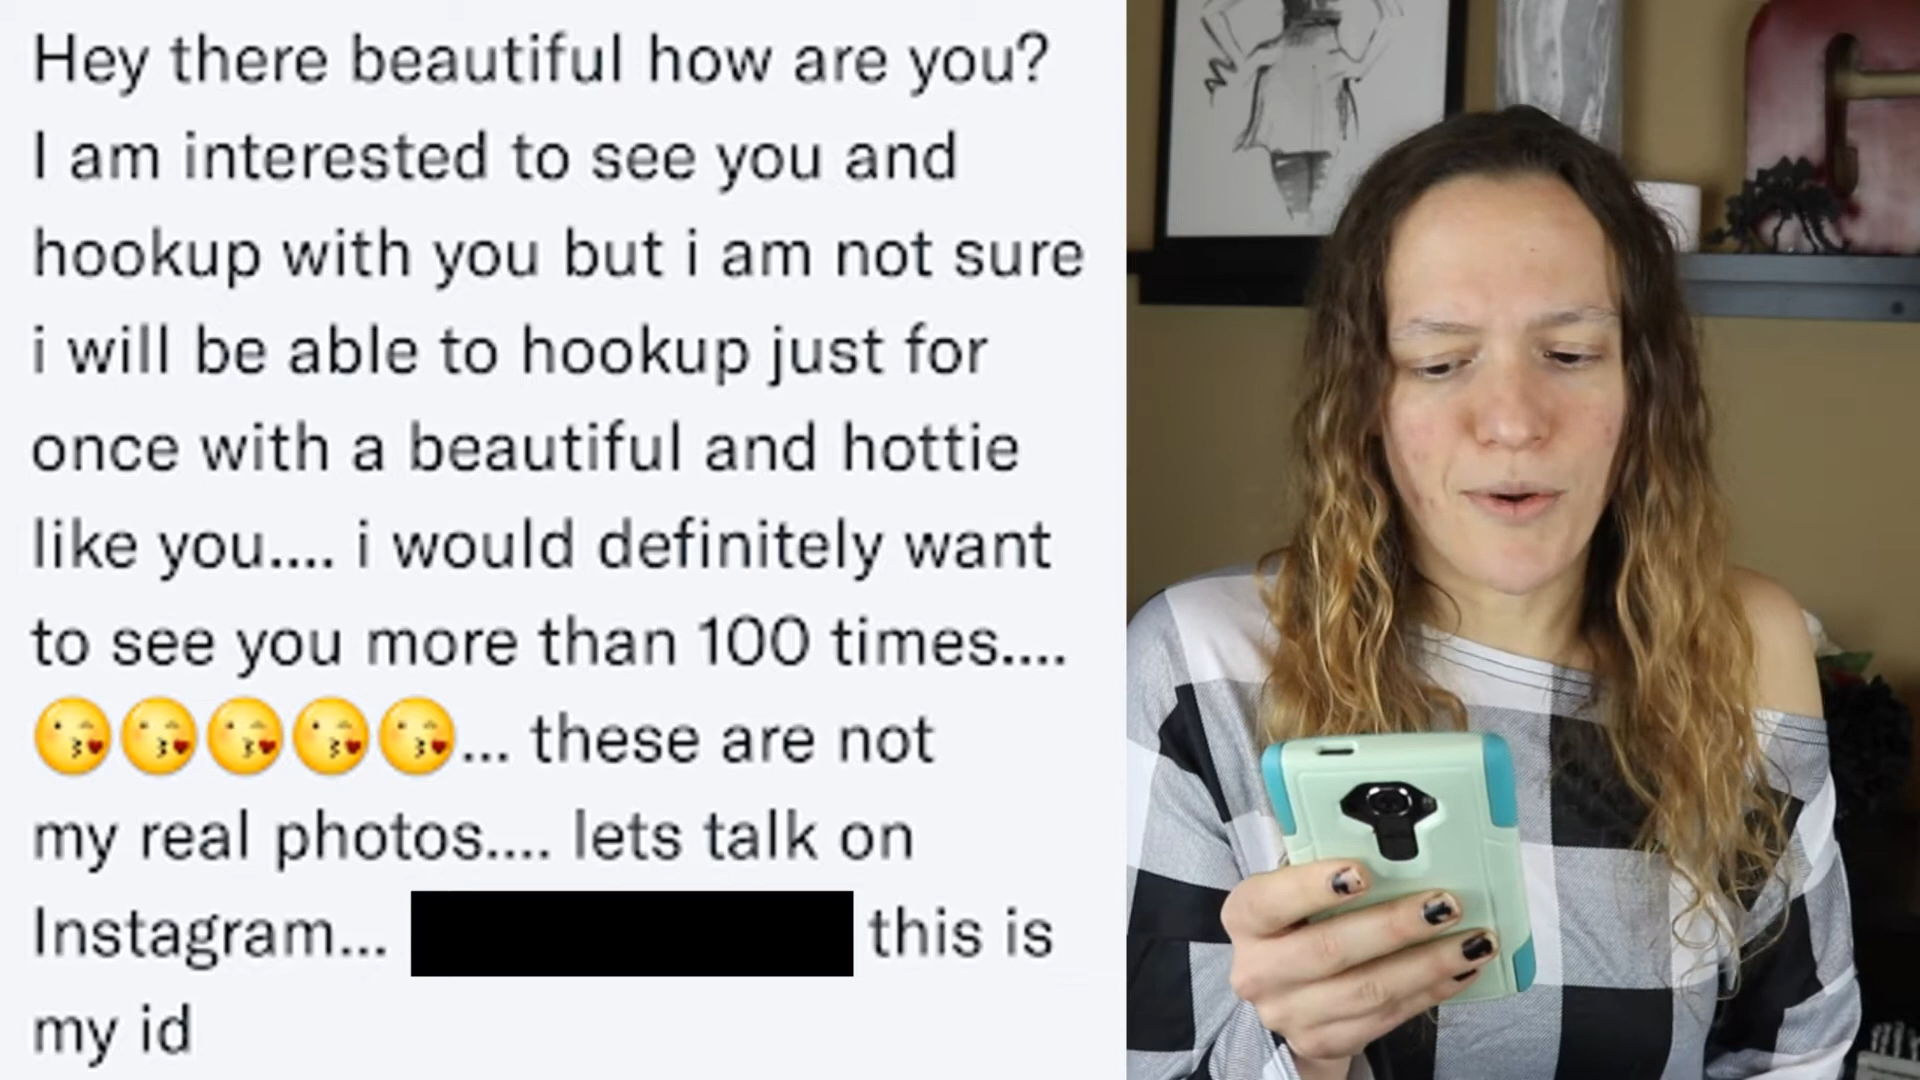 Hey there beautiful how are you?
I am interested to see you and
hookup with you but i am not sure
i will be able to hookup just for
once with a beautiful and hottie
like you.... i would definitely want
to see you more than 100 times....
😘😘😘😘😘... these are not
my real photos.... lets talk on
Instagram... this is
my id